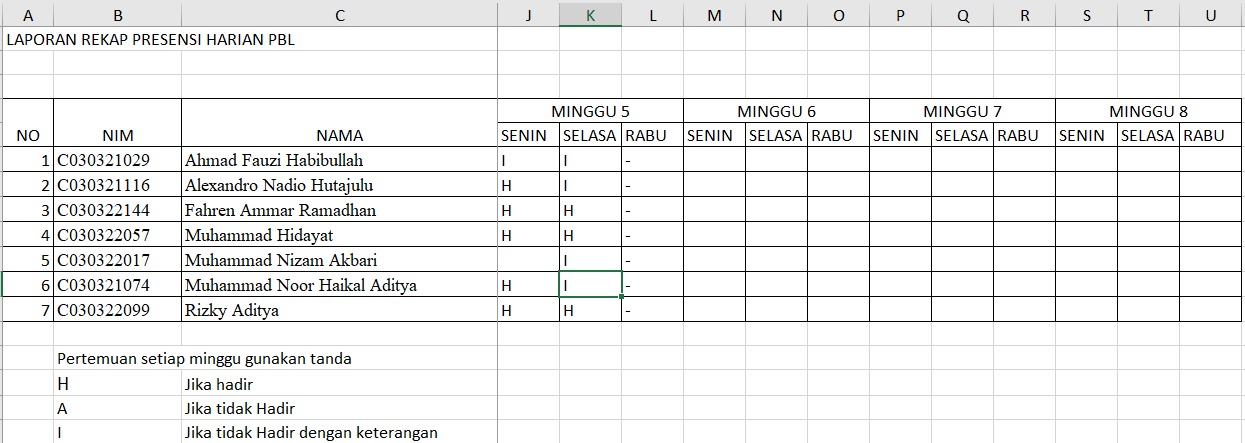 A B C J K L M N O P Q R S T U
LAPORAN REKAP PRESENSI HARIAN PBL
MINGGU 5 MINGGU 6 MINGGU 7 MINGGU 8
NO NIM NAMA SENIN SELASA RABU SENIN SELASA RABU SENIN SELASA RABU SENIN SELASA RABU
1 C030321029 Ahmad Fauzi Habibullah I I -
2 C030321116 Alexandro Nadio Hutajulu H I -
3 C030322144 Fahren Ammar Ramadhan H H -
4 C030322057 Muhammad Hidayat H H -
5 C030322017 Muhammad Nizam Akbari I -
6 C030321074 Muhammad Noor Haikal Aditya H I -
7 C030322099 Rizky Aditya H H -
Pertemuan setiap minggu gunakan tanda
H Jika hadir
A Jika tidak Hadir
I Jika tidak Hadir dengan keterangan